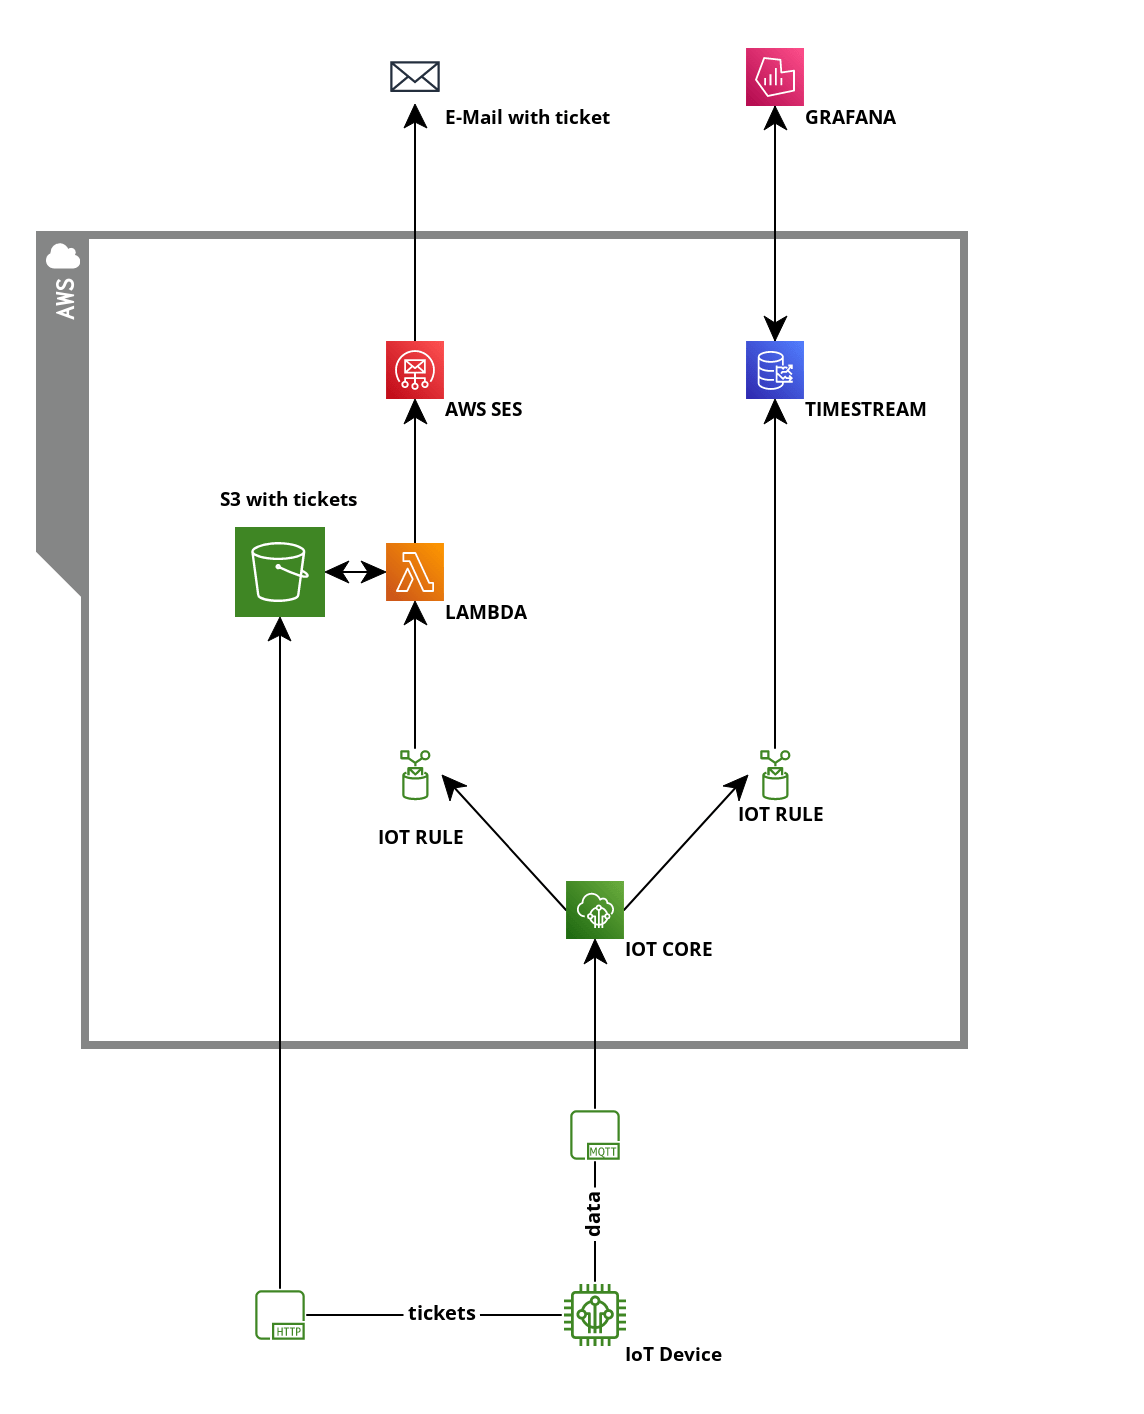 E-Mail with ticket
GRAFANA
AWS
AWS SES
TIMESTREAM
S3 with tickets
LAMBDA
IOT RULE
IOT RULE
IOT CORE
MQTT
data
HTTP
tickets
IoT Device